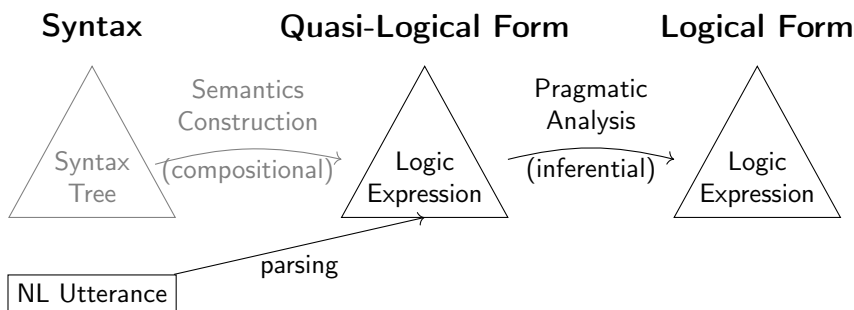 Syntax
Quasi-Logical Form
Logical Form
Semantics
Construction
(compositional)
Pragmatic
Analysis
(inferential)
Syntax
Tree
Logic
Expression
Logic
Expression
parsing
NL Utterance